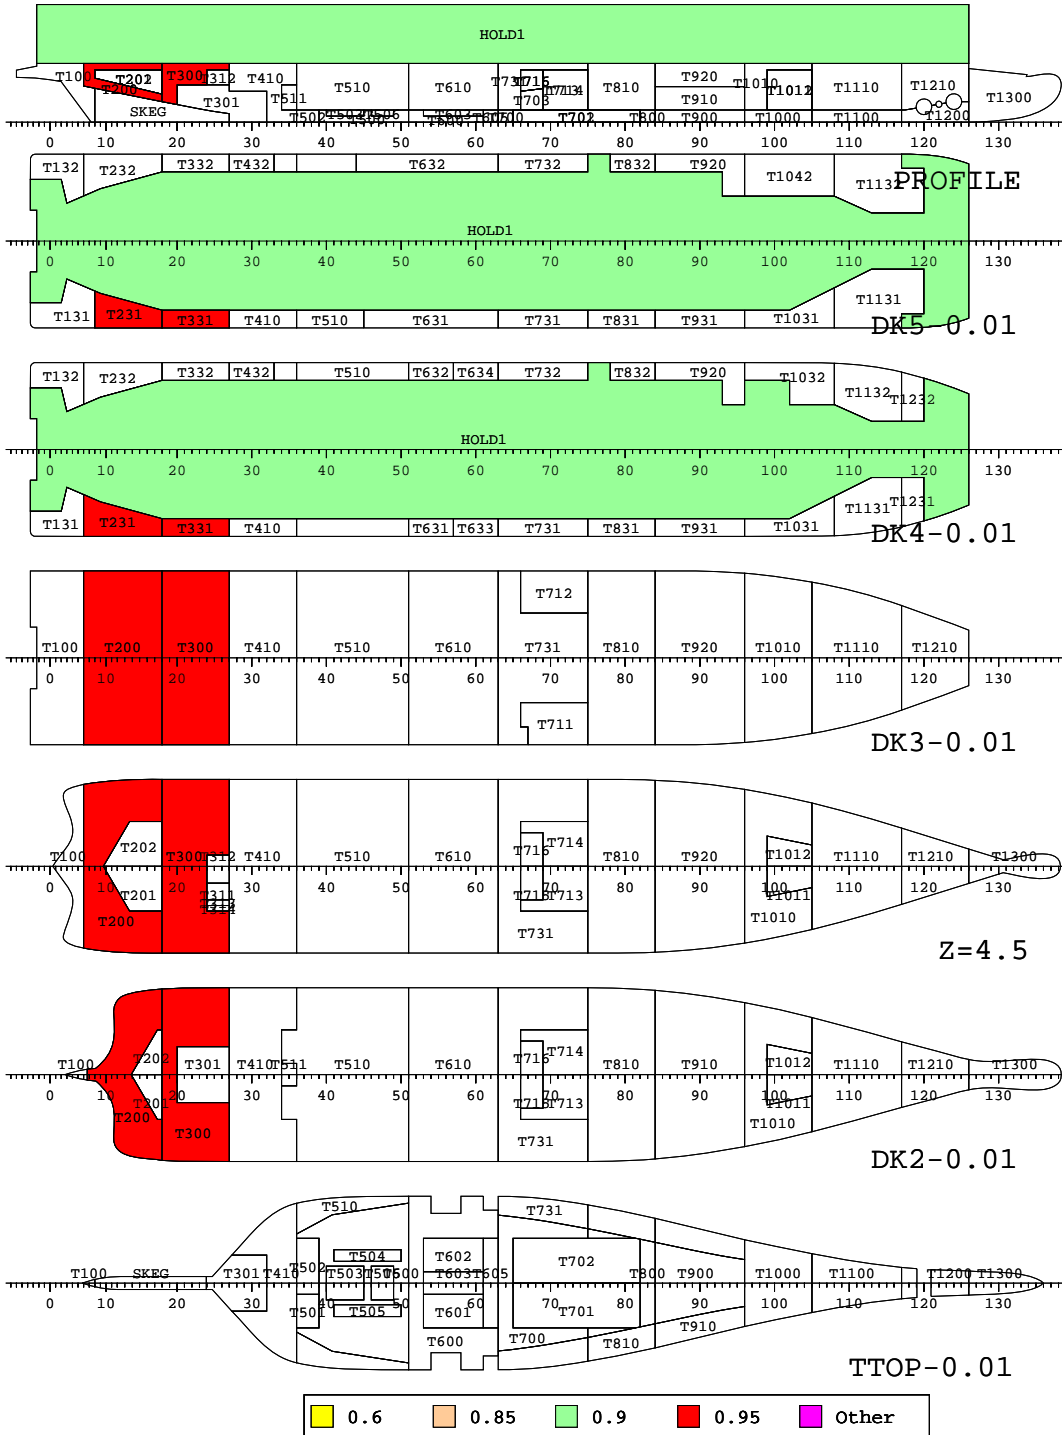 HOLD1
T100 T202 T200 T300 T312 T410 T301 T511 T510 T610 T716 T703 T714 T810 T920 T910 T1010 T1012 T1110 T1210 T1300
SKEG T502 T506 T603 T700 T702 T800 T900 T1000 T1100 T1200
0 10 20 30 40 50 60 70 80 90 100 110 120 130
PROFILE
T132 T232 T332 T432 T632 T732 T832 T920 T1042 T1132
HOLD1
0 10 20 30 40 50 60 70 80 90 100 110 120 130
T131 T231 T331 T410 T510 T631 T731 T831 T931 T1031 T1131
DK5-0.01
T132 T232 T332 T432 T510 T632 T634 T732 T832 T920 T1032 T1132 T1232
HOLD1
0 10 20 30 40 50 60 70 80 90 100 110 120 130
T131 T231 T331 T410 T631 T633 T731 T831 T931 T1031 T1131 T1231
DK4-0.01
T712
T100 T200 T300 T410 T510 T610 T731 T810 T920 T1010 T1110 T1210
0 10 20 30 40 50 60 70 80 90 100 110 120 130
T711
DK3-0.01
T202 T716 T714
T100 T300 T312 T410 T510 T610 T810 T920 T1012 T1110 T1210 T1300
0 10 20 30 40 50 60 70 80 90 100 110 120 130
T201 T311 T713 T1011
T200 T314 T731 T1010
Z=4.5
T202 T716 T714
T100 T301 T410 T511 T510 T610 T810 T910 T1012 T1110 T1210 T1300
0 10 20 30 40 50 60 70 80 90 100 110 120 130
T201 T713 T1011
T200 T300 T731 T1010
DK2-0.01
T510 T731
T504 T602 T702
T100 SKEG T301 T410 T502 T503 T600 T603 T605 T800 T900 T1000 T1100 T1200 T1300
0 10 20 30 40 50 60 70 80 90 100 110 120 130
T501 T505 T601 T701
T600 T700 T810 T910
TTOP-0.01
0.6 0.85 0.9 0.95 Other